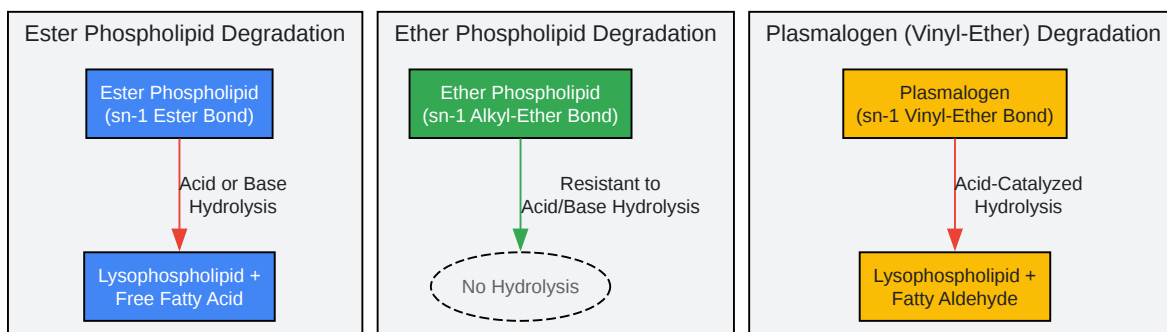 Ester Phospholipid Degradation
Ester Phospholipid
(sn-1 Ester Bond)
Acid or Base
Hydrolysis
Lysophospholipid +
Free Fatty Acid
Ether Phospholipid Degradation
Ether Phospholipid
(sn-1 Alkyl-Ether Bond)
Resistant to
Acid/Base Hydrolysis
No Hydrolysis
Plasmalogen (Vinyl-Ether) Degradation
Plasmalogen
(sn-1 Vinyl-Ether Bond)
Acid-Catalyzed
Hydrolysis
Lysophospholipid +
Fatty Aldehyde